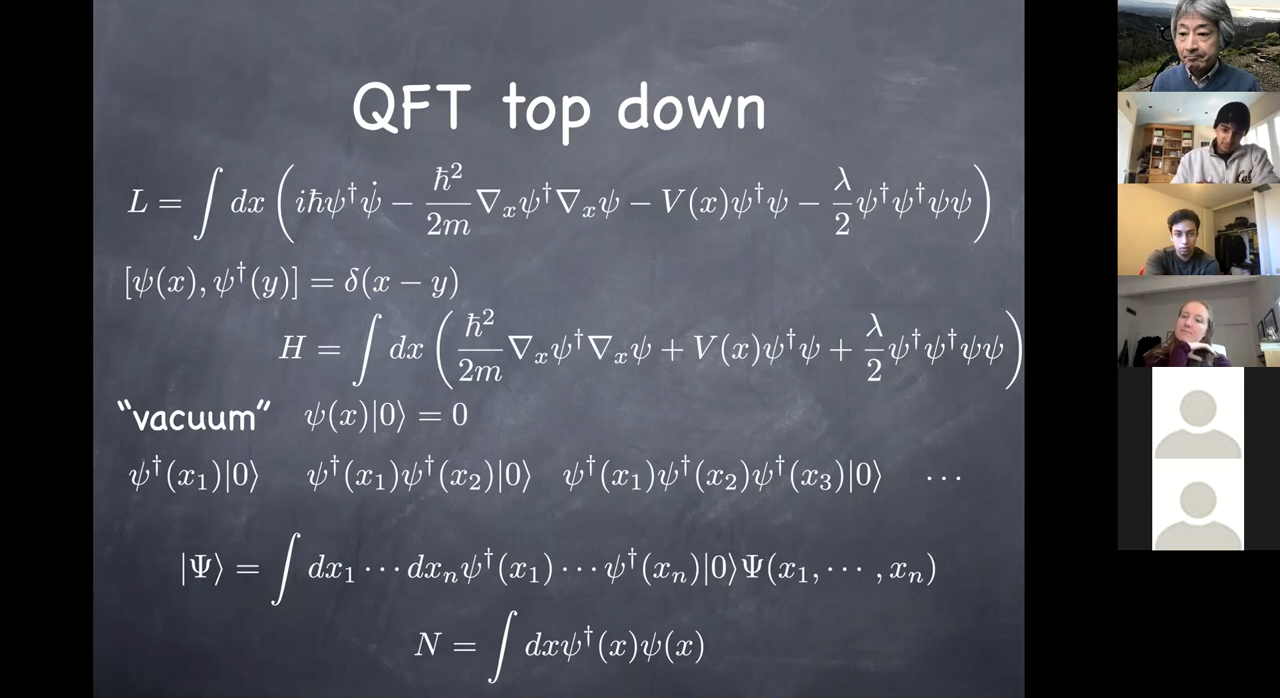 QFT top down
L = ∫ dx ( iħψ†ψ̇ − ħ²/2m ∇ₓψ†∇ₓψ − V(x)ψ†ψ − λ/2 ψ†ψ†ψψ )
[ψ(x), ψ†(y)] = δ(x − y)
H = ∫ dx ( ħ²/2m ∇ₓψ†∇ₓψ + V(x)ψ†ψ + λ/2 ψ†ψ†ψψ )
“vacuum” ψ(x)|0⟩ = 0
ψ†(x₁)|0⟩ ψ†(x₁)ψ†(x₂)|0⟩ ψ†(x₁)ψ†(x₂)ψ†(x₃)|0⟩ ⋯
|Ψ⟩ = ∫ dx₁ ⋯ dxₙψ†(x₁) ⋯ ψ†(xₙ)|0⟩Ψ(x₁, ⋯ , xₙ)
N = ∫ dxψ†(x)ψ(x)